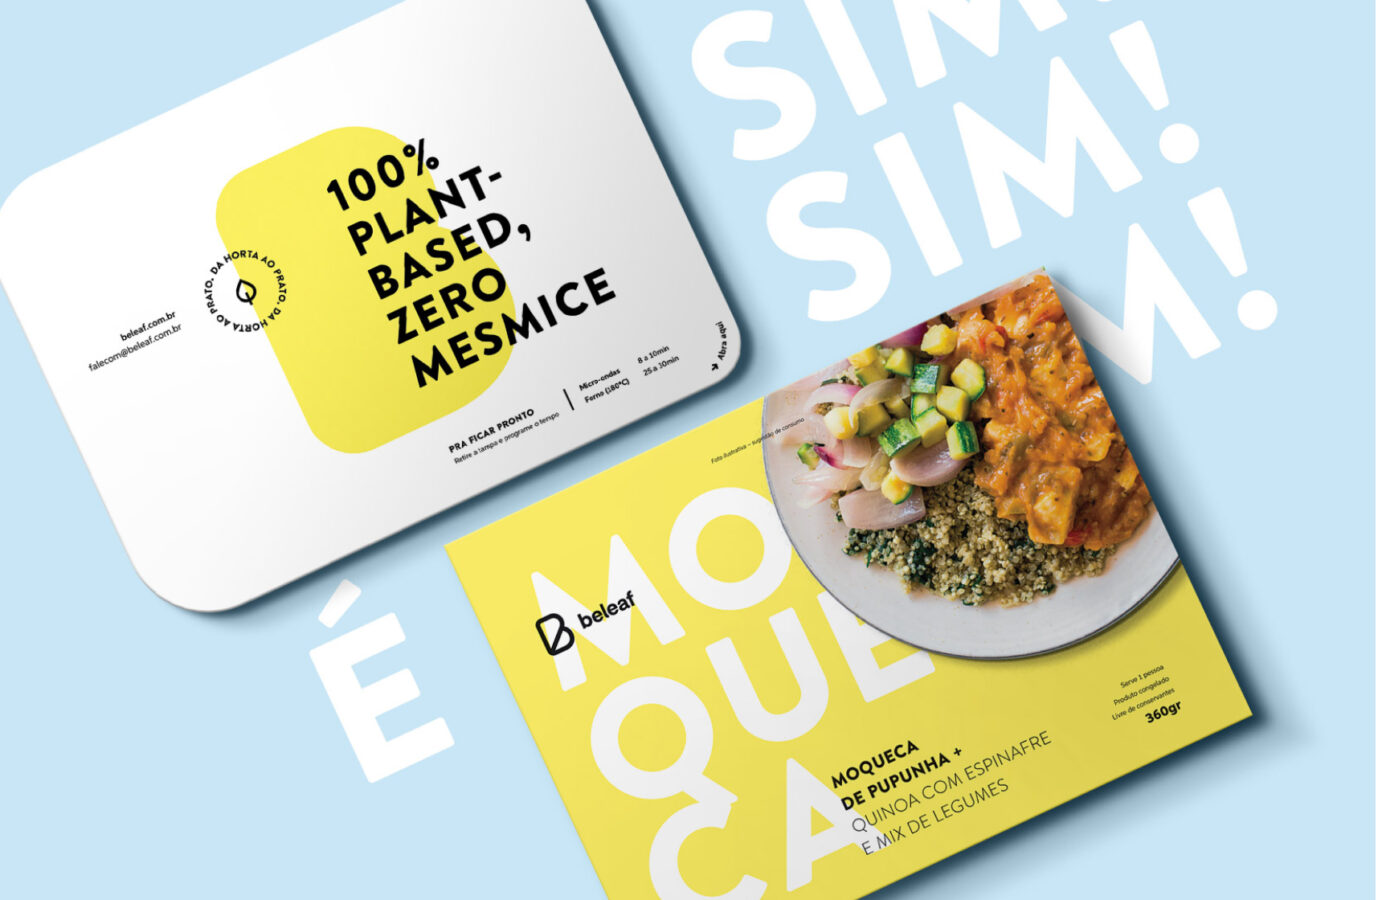 SIM!
SIM!
M!
É
100%
PLANT-
BASED,
ZERO
MESMICE
DA HORTA AO PRATO. DA HORTA AO PRATO.
beleaf.com.br
falecom@beleaf.com.br
PRA FICAR PRONTO
Retire a tampa e programe o tempo
Micro-ondas 8 a 10min
Forno (180ºC) 25 a 30min
Abra aqui
Foto ilustrativa – sugestão de consumo
MO
QUE
CA
beleaf
MOQUECA
DE PUPUNHA +
QUINOA COM ESPINAFRE
E MIX DE LEGUMES
Serve 1 pessoa
Produto congelado
Livre de conservantes
360gr